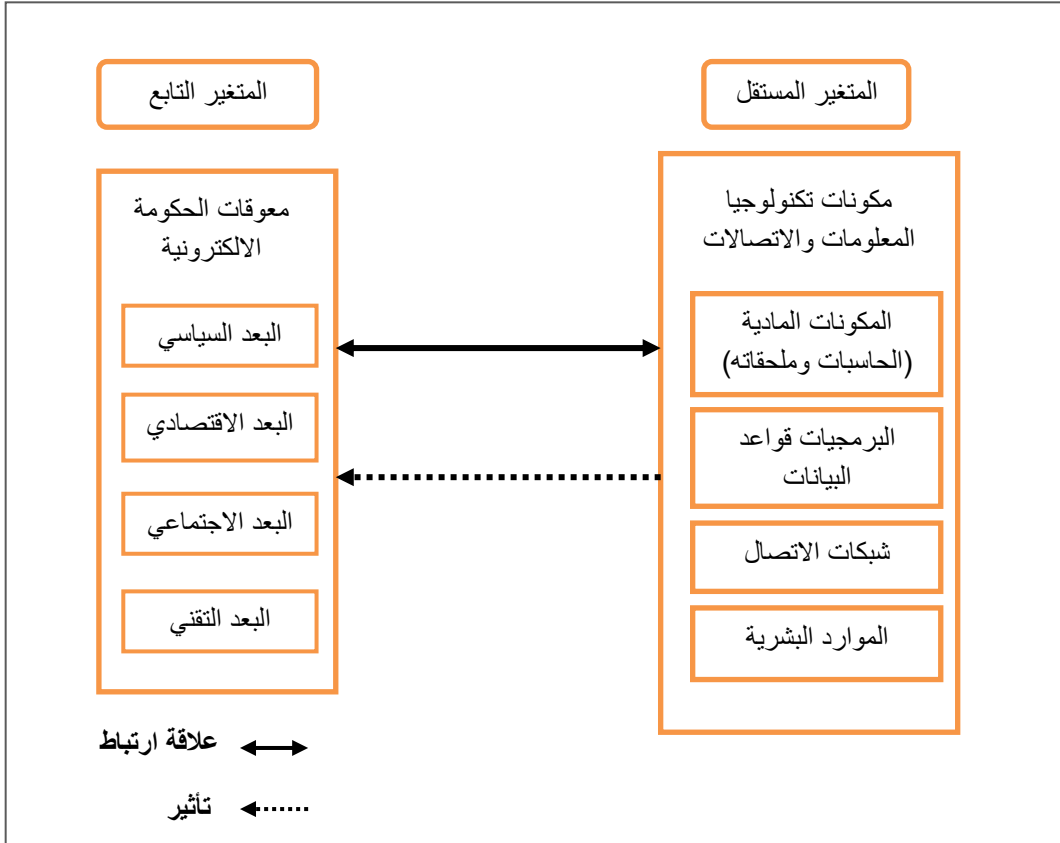 المتغير المستقل
المتغير التابع
مكونات تكنولوجيا
المعلومات والاتصالات
المكونات المادية
(الحاسبات وملحقاته)
البرمجيات قواعد
البيانات
شبكات الاتصال
الموارد البشرية
معوقات الحكومة
الالكترونية
البعد السياسي
البعد الاقتصادي
البعد الاجتماعي
البعد التقني
علاقة ارتباط
تأثير